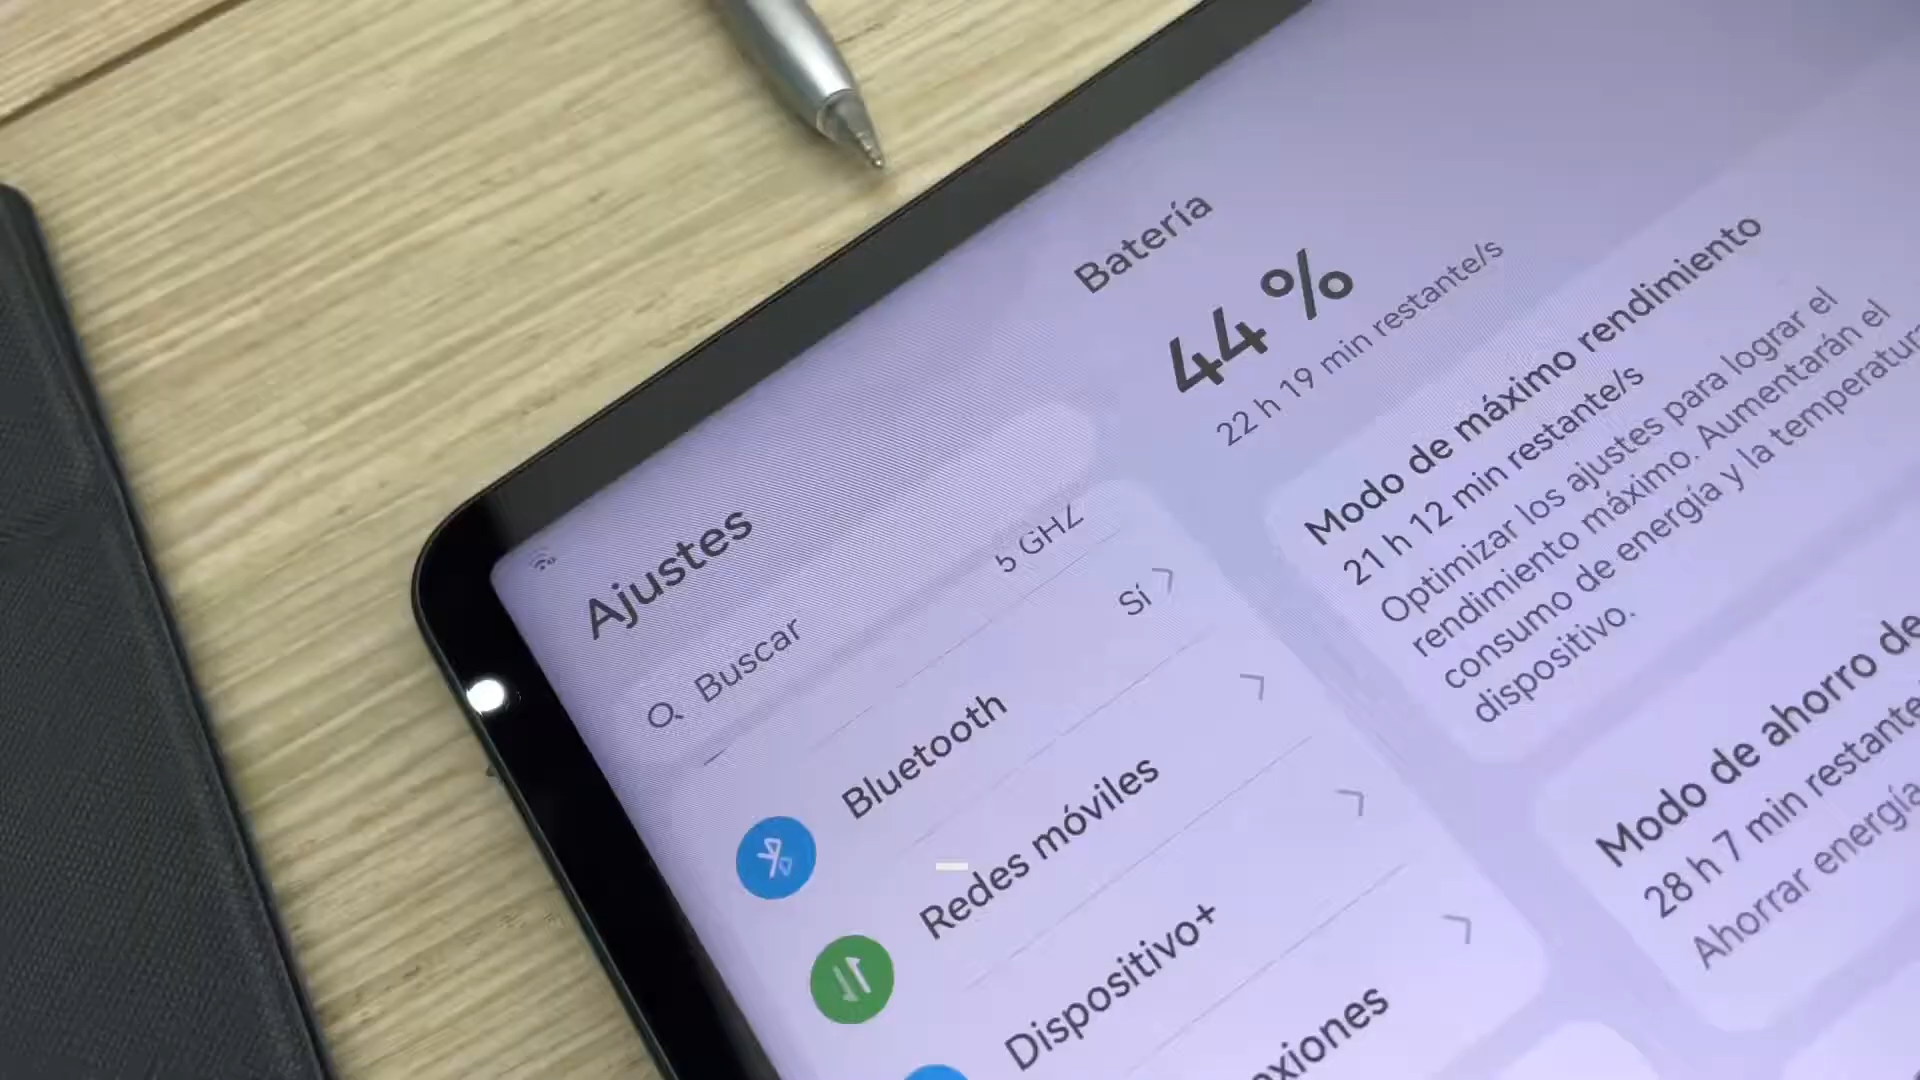 Ajustes
Buscar
5 GHz
Bluetooth
Sí
Redes móviles
Dispositivo+
exiones
Batería
44 %
22 h 19 min restante/s
Modo de máximo rendimiento
21 h 12 min restante/s
Optimizar los ajustes para lograr el
rendimiento máximo. Aumentarán el
consumo de energía y la temperatura
dispositivo.
Modo de ahorro de
28 h 7 min restante
Ahorrar energía